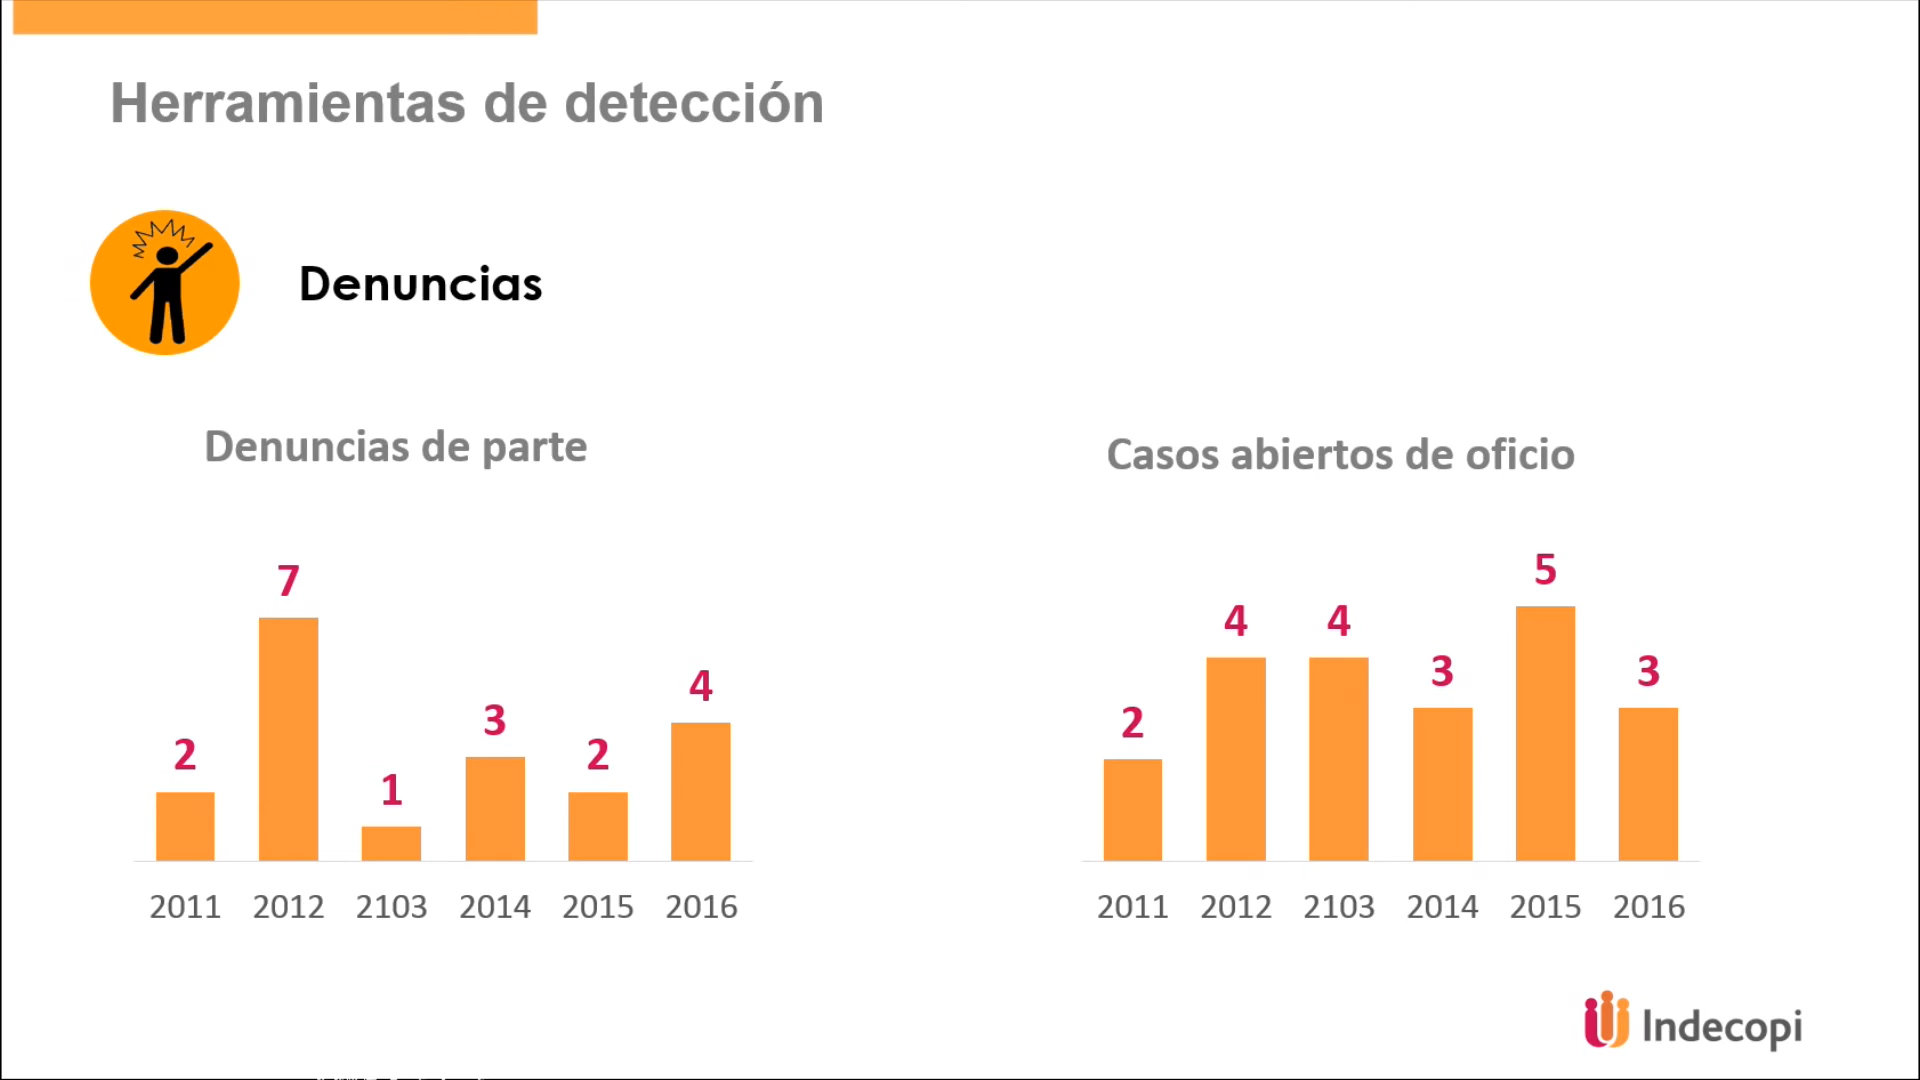 Herramientas de detección
Denuncias
Denuncias de parte
2
7
1
3
2
4
2011 2012 2103 2014 2015 2016
Casos abiertos de oficio
2
4
4
3
5
3
2011 2012 2103 2014 2015 2016
Indecopi